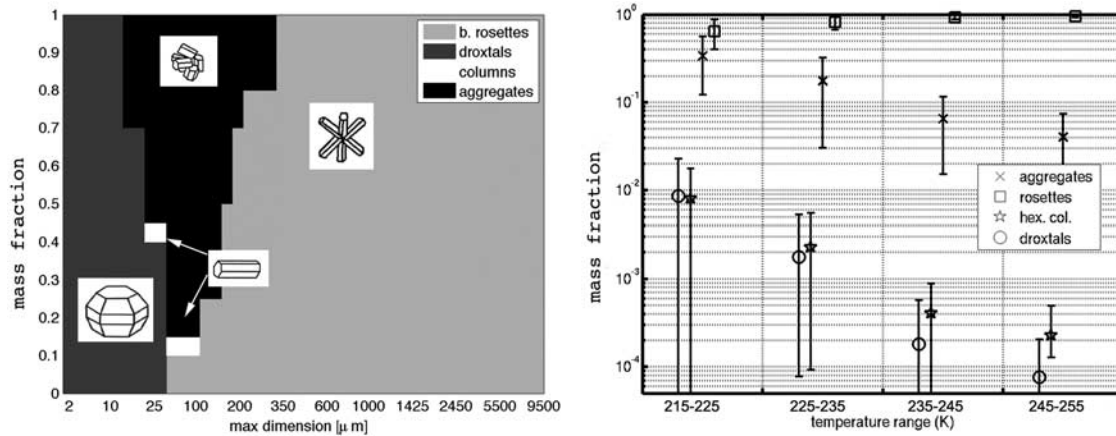 1
0.9
0.8
0.7
0.6
0.5
0.4
0.3
0.2
0.1
0
mass fraction
b. rosettes
droxtals
columns
aggregates
2 10 25 100 200 350 600 1000 1425 2450 5500 9500
max dimension [μ m]
10^0
10^-1
10^-2
10^-3
10^-4
mass fraction
aggregates
rosettes
hex. col.
droxtals
215-225 225-235 235-245 245-255
temperature range (K)